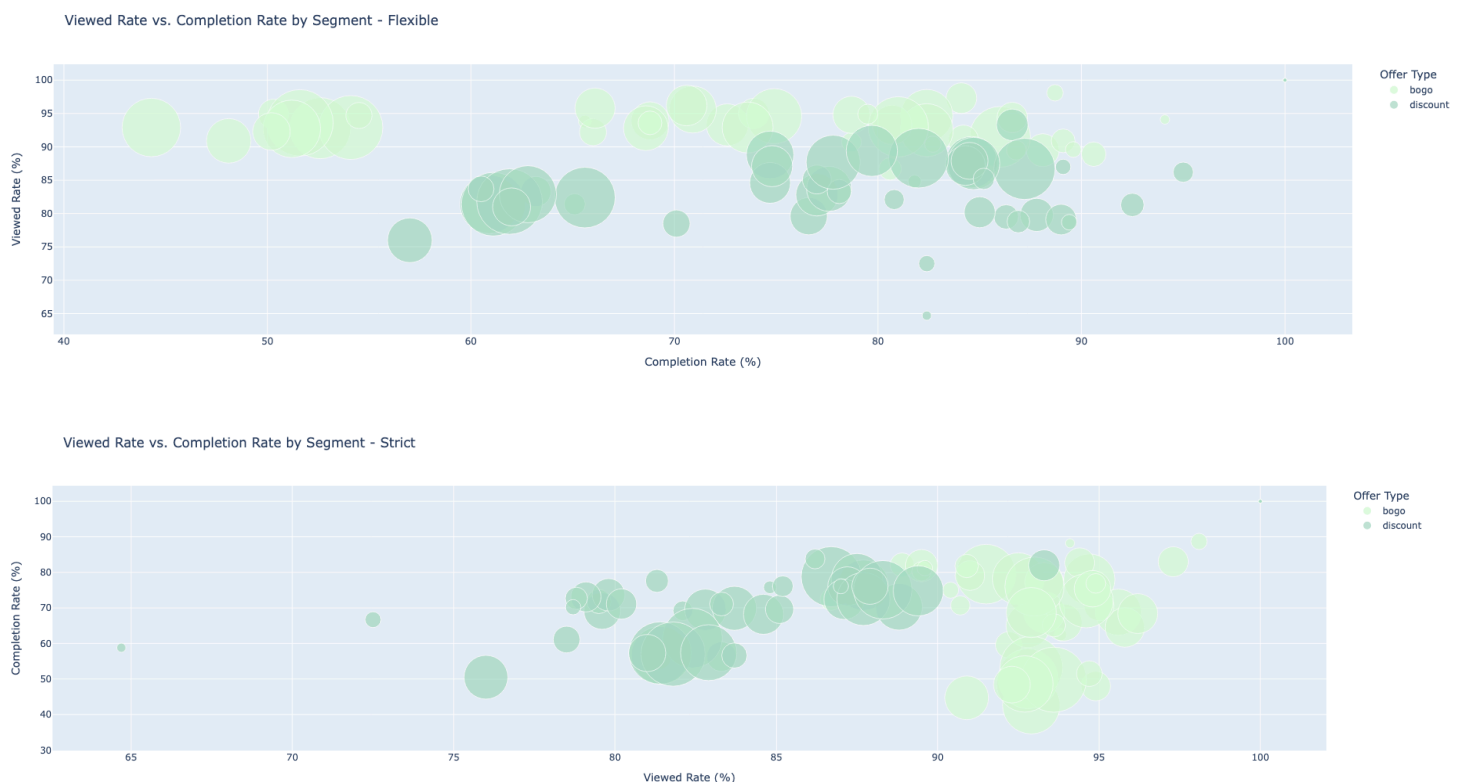 Viewed Rate vs. Completion Rate by Segment - Flexible
Offer Type
bogo
discount
Viewed Rate (%)
100
95
90
85
80
75
70
65
40 50 60 70 80 90 100
Completion Rate (%)
Viewed Rate vs. Completion Rate by Segment - Strict
Offer Type
bogo
discount
Completion Rate (%)
100
90
80
70
60
50
40
30
65 70 75 80 85 90 95 100
Viewed Rate (%)